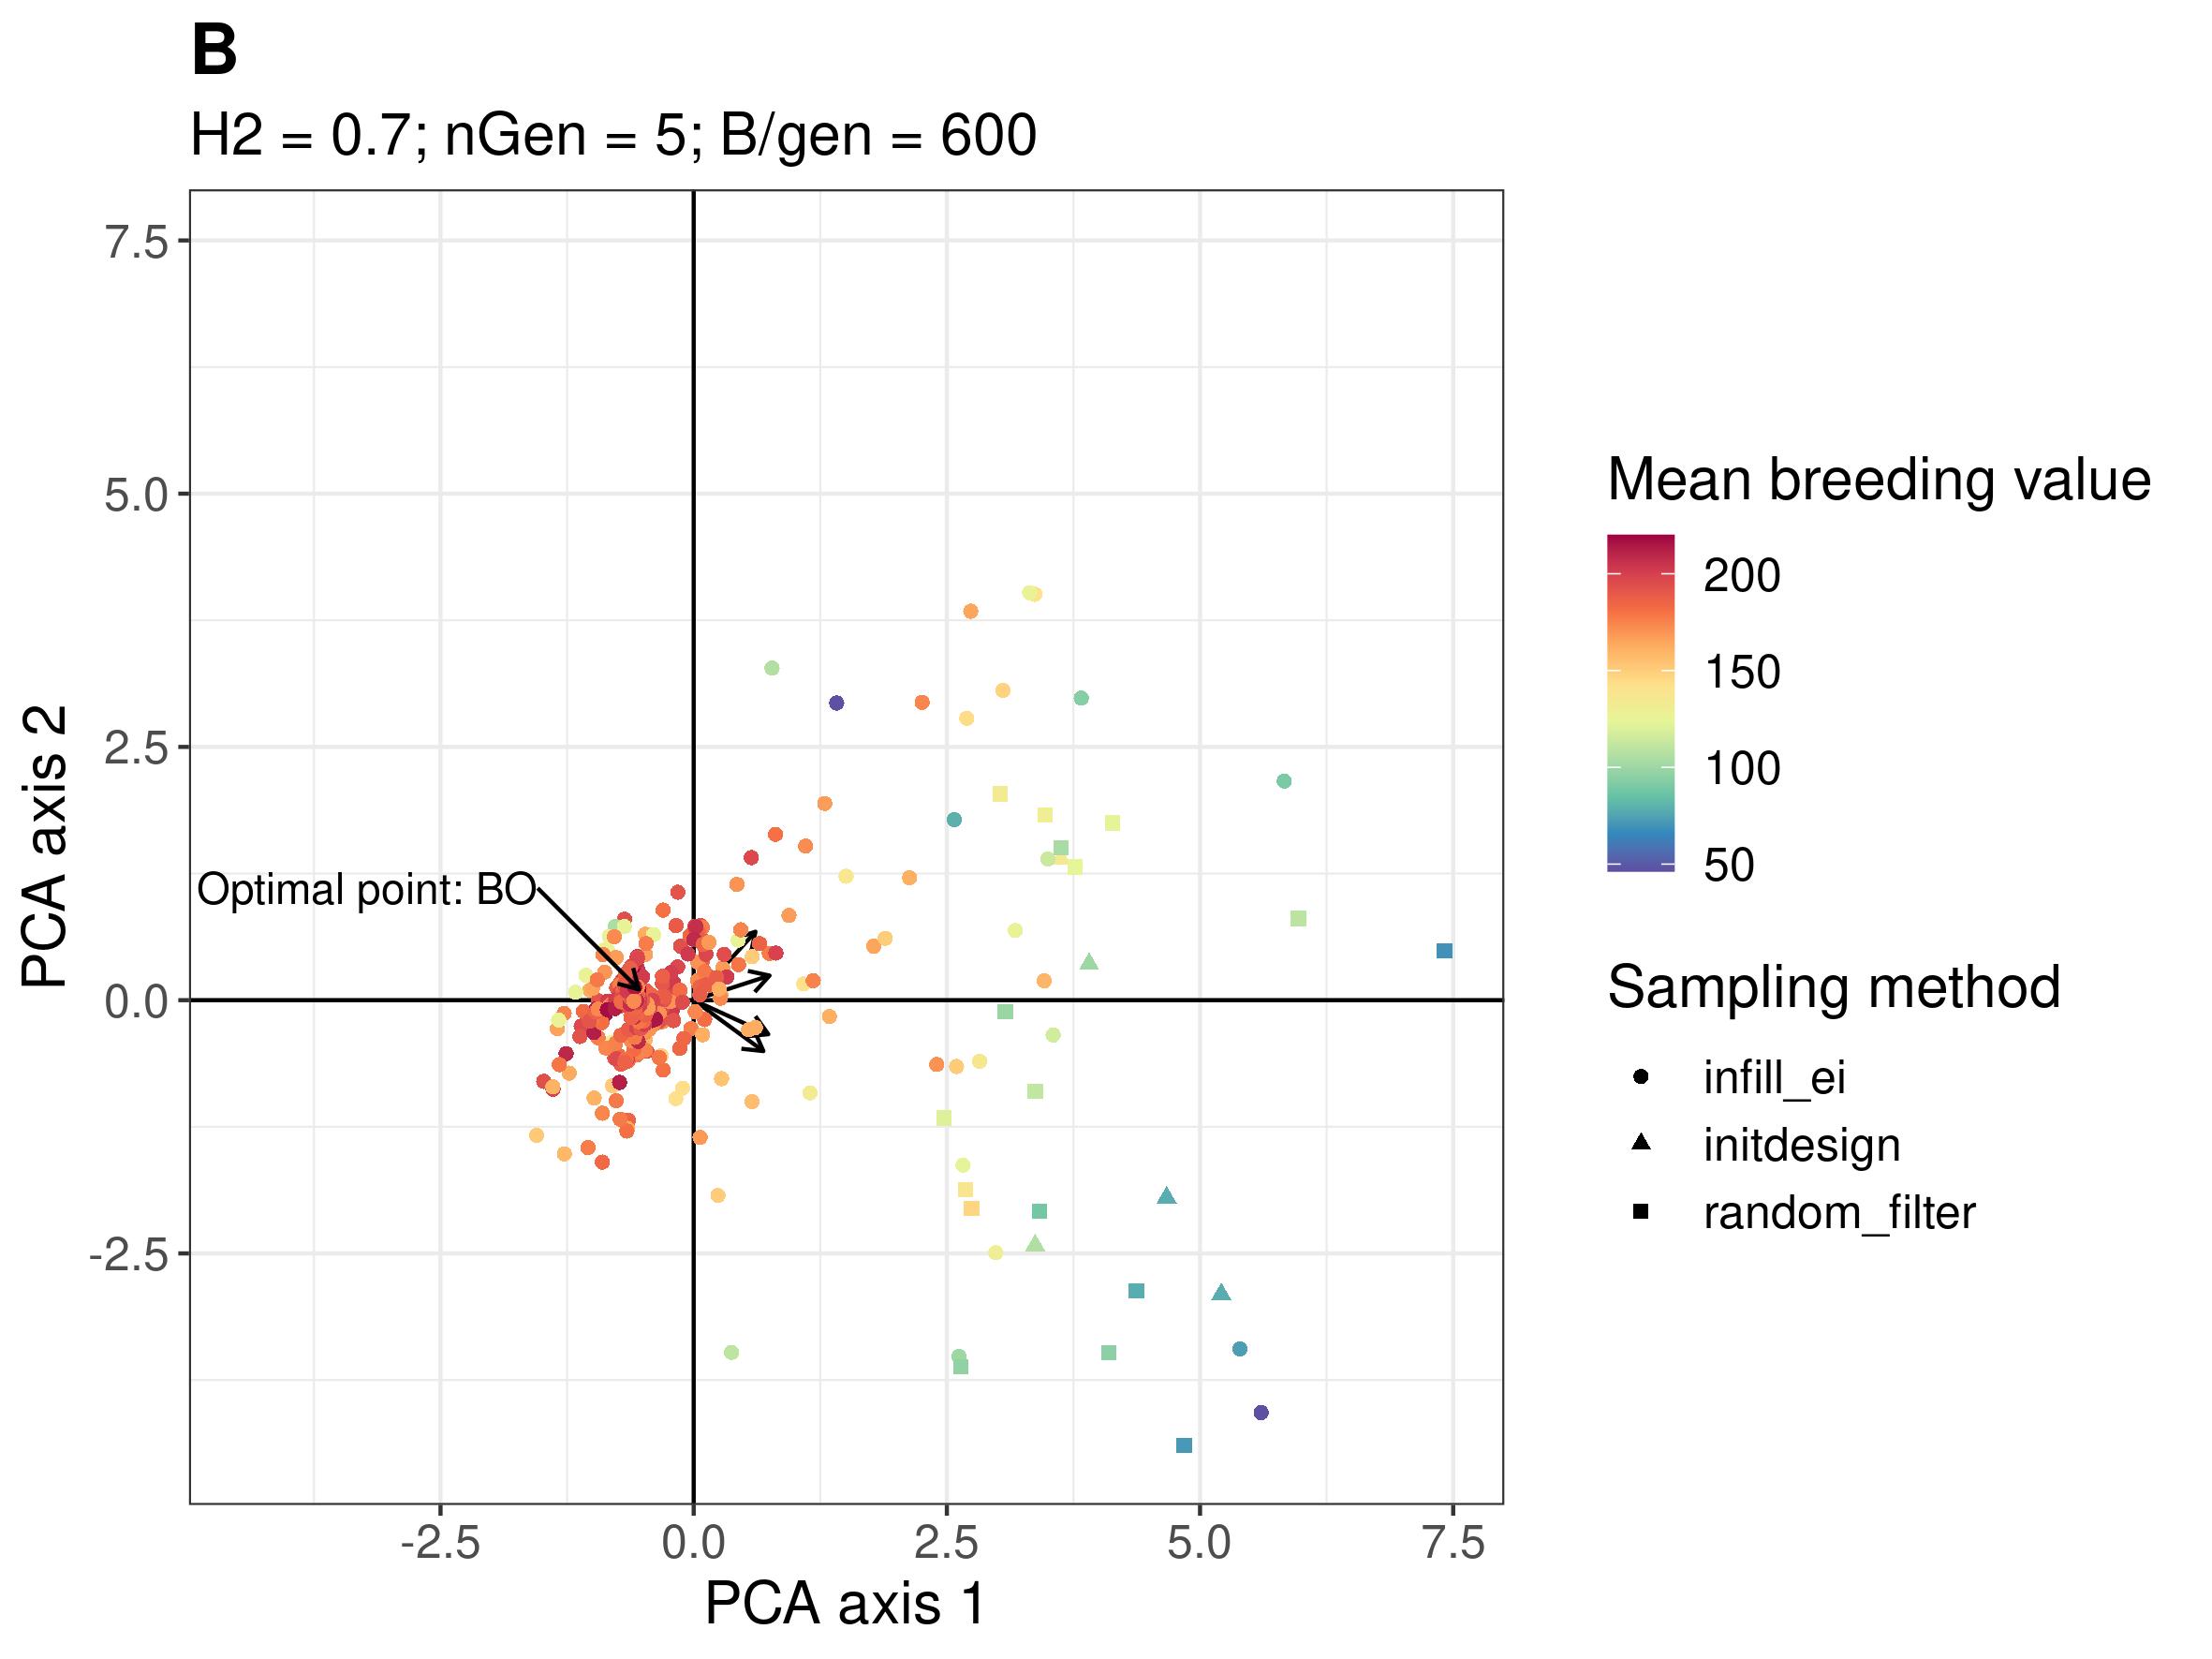 B
H2 = 0.7; nGen = 5; B/gen = 600
7.5
5.0
2.5
0.0
-2.5
PCA axis 2
Optimal point: BO
-2.5
0.0
2.5
5.0
7.5
PCA axis 1
Mean breeding value
200
150
100
50
Sampling method
infill_ei
initdesign
random_filter